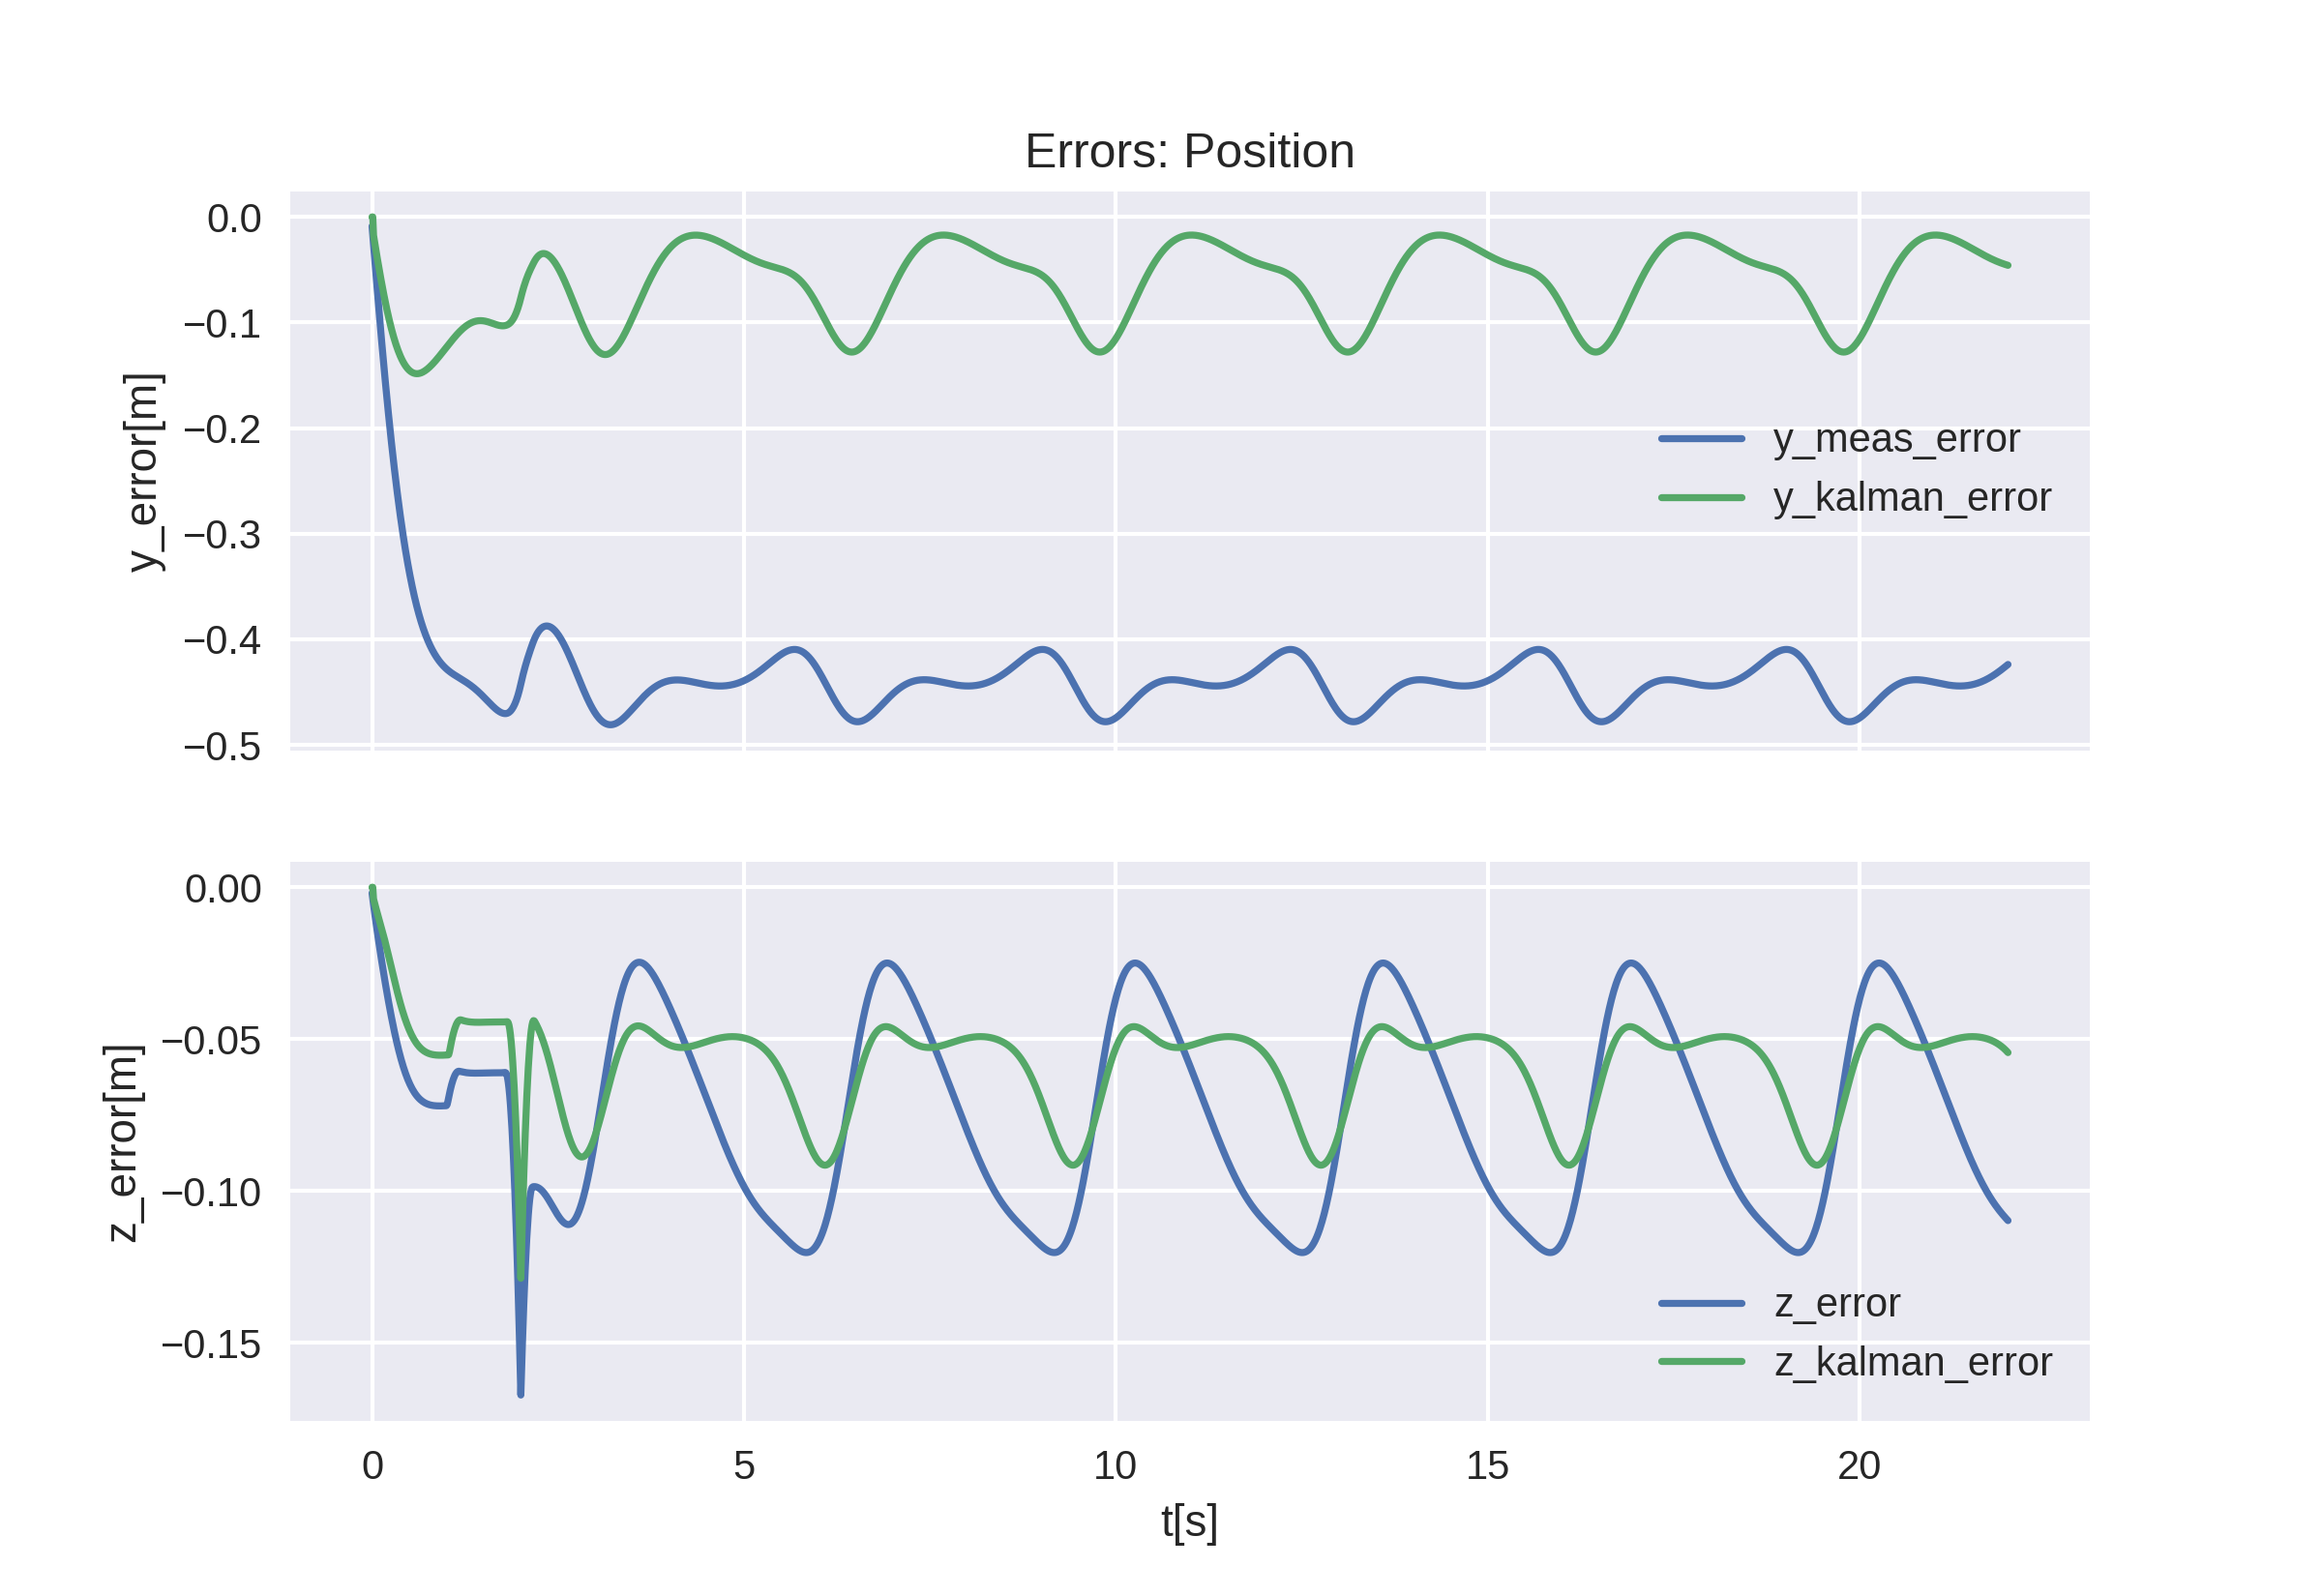 Errors: Position
y_error[m]
0.0
−0.1
−0.2
−0.3
−0.4
−0.5
y_meas_error
y_kalman_error
z_error[m]
0.00
−0.05
−0.10
−0.15
z_error
z_kalman_error
0 5 10 15 20
t[s]